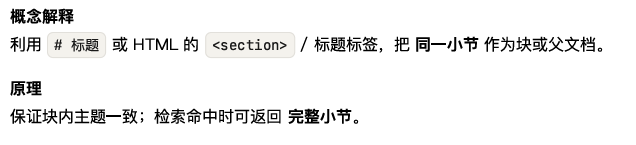 概念解释
利用 # 标题 或 HTML 的 <section> / 标题标签，把 同一小节 作为块或父文档。
原理
保证块内主题一致；检索命中时可返回 完整小节。